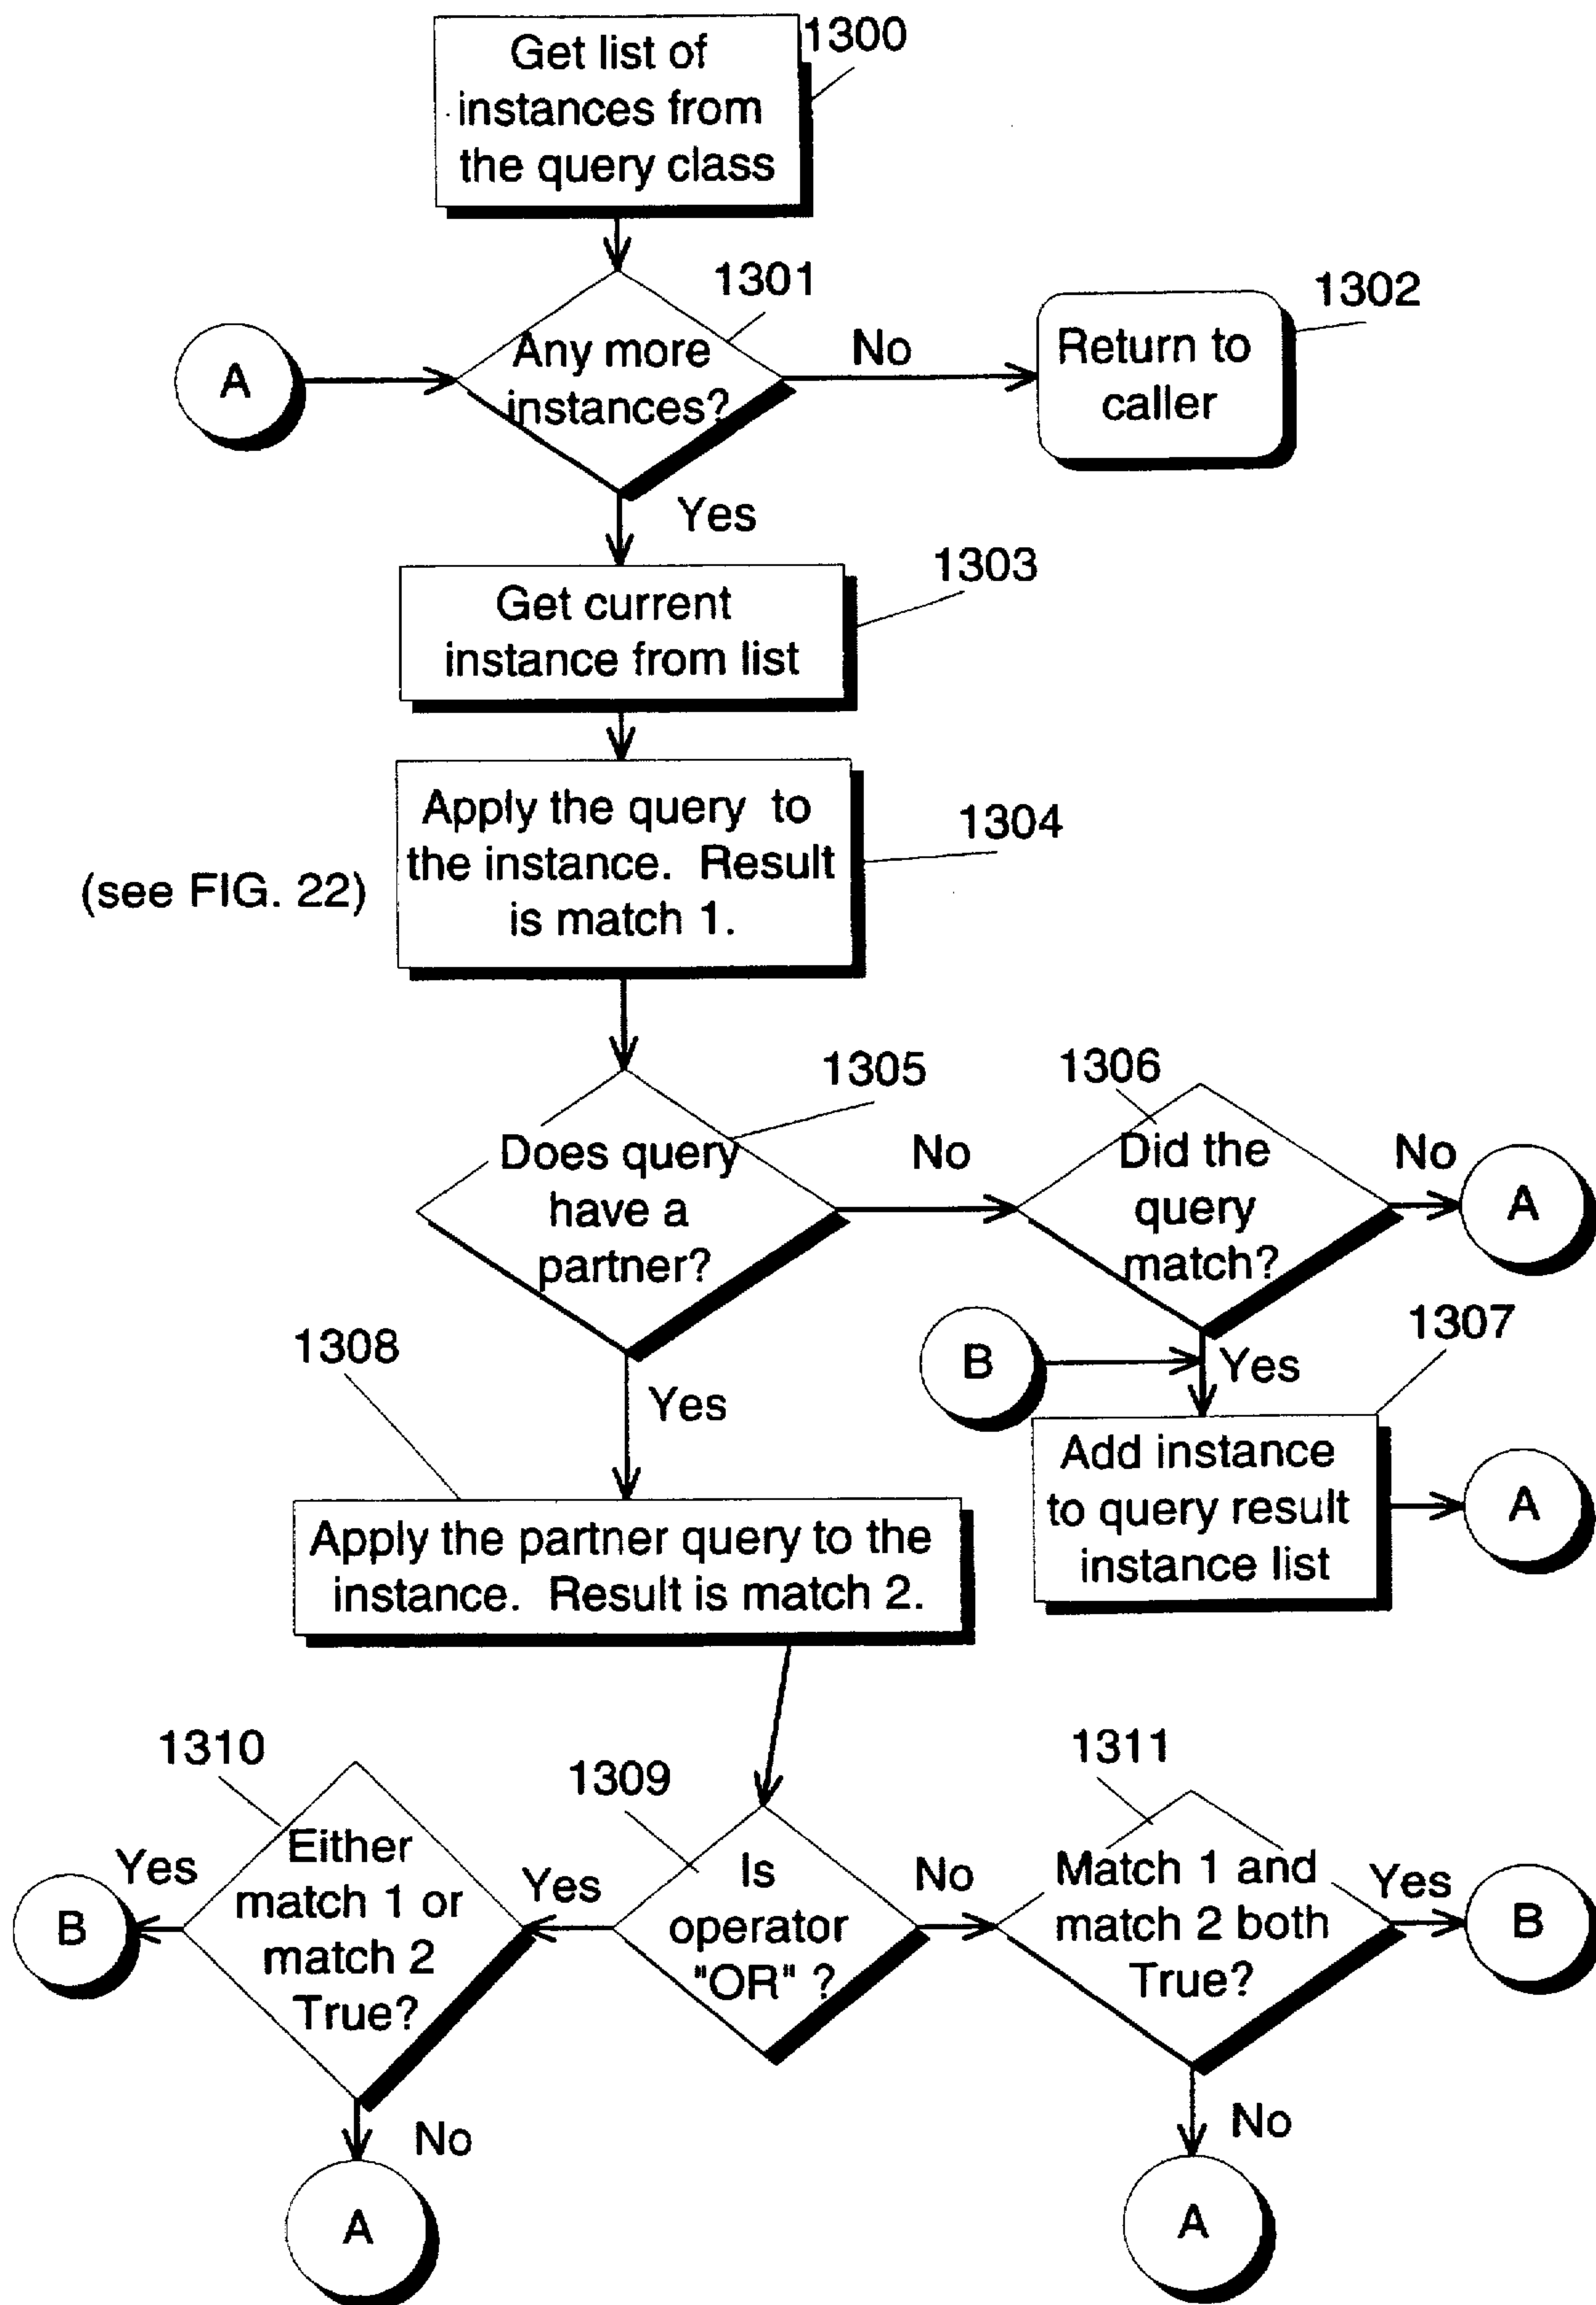 Get list of
instances from
the query class
1300
1301
A
Any more
instances?
No
Return to
caller
1302
Yes
Get current
instance from list
1303
(see FIG. 22)
Apply the query to
the instance. Result
is match 1.
1304
Does query
have a
partner?
1305
No
1306
Did the
query
match?
No
A
1308
Yes
B
Yes
1307
Add instance
to query result
instance list
A
Apply the partner query to the
instance. Result is match 2.
1310
1309
1311
B
Yes
Either
match 1 or
match 2
True?
Yes
Is
operator
"OR" ?
No
Match 1 and
match 2 both
True?
Yes
B
No
A
No
A